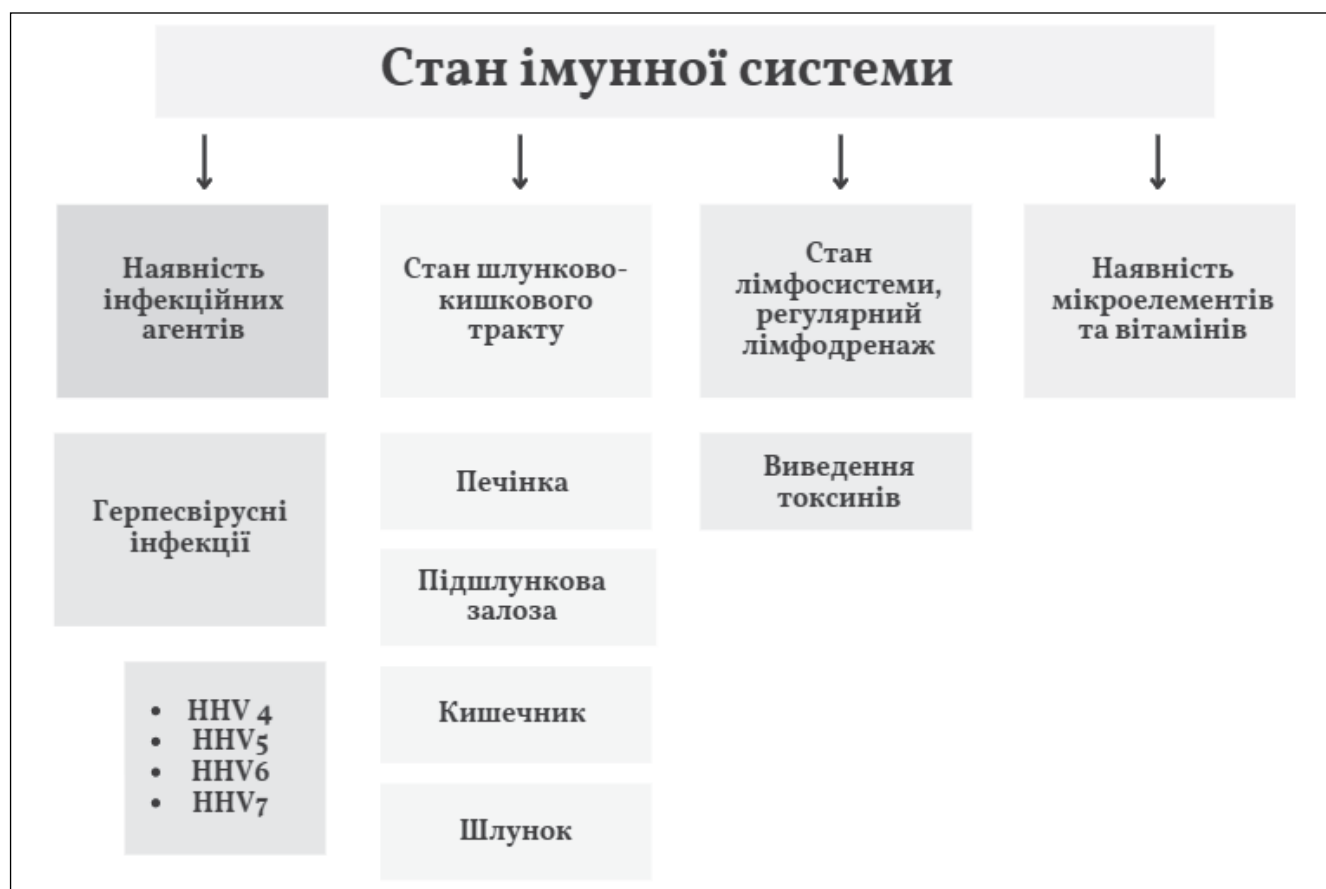 Стан імунної системи
Наявність
інфекційних
агентів
Герпесвірусні
інфекції
• HHV 4
• HHV5
• HHV6
• HHV7
Стан шлунково-
кишкового
тракту
Печінка
Підшлункова
залоза
Кишечник
Шлунок
Стан
лімфосистеми,
регулярний
лімфодренаж
Виведення
токсинів
Наявність
мікроелементів
та вітамінів